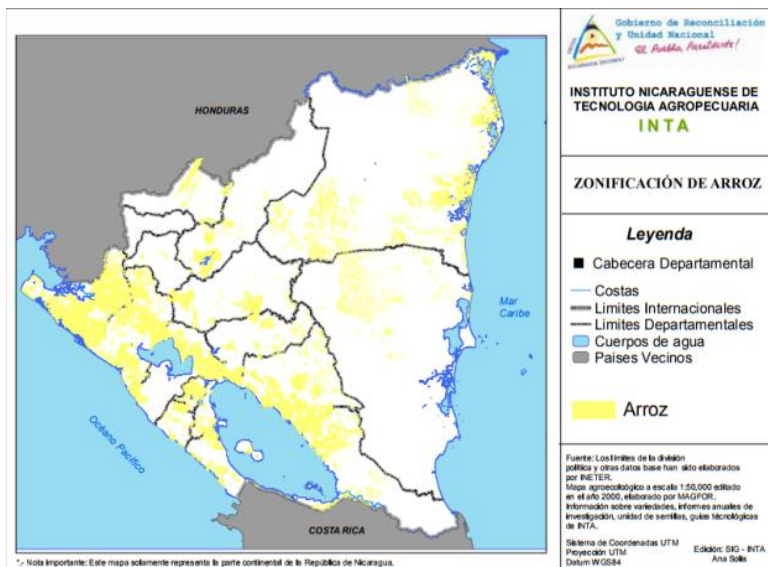 Gobierno de Reconciliación
y Unidad Nacional
El Pueblo, Presidente!
INSTITUTO NICARAGUENSE DE
TECNOLOGIA AGROPECUARIA
INTA
ZONIFICACIÓN DE ARROZ
Leyenda
Cabecera Departamental
Costas
Limites Internacionales
Limites Departamentales
Cuerpos de agua
Paises Vecinos
Arroz
Fuente: Los límites de la división
política y otras datos base han sido elaborados
por INETER.
Mapa agroecológico a escala 1:50,000 editado
en el año 2000, elaborado por MAGFOR.
Información sobre variedades, informes anuales de
investigación, unidad de semillas, guías técnológicas
de INTA.
Sistema de Coordenadas UTM
Proyección UTM
Datum WGS84
Edición: SIG - INTA
Ana Solis
HONDURAS
Mar
Caribe
Océano Pacífico
COSTA RICA
*.- Nota importante: Este mapa solamente representa la parte continental de la República de Nicaragua.